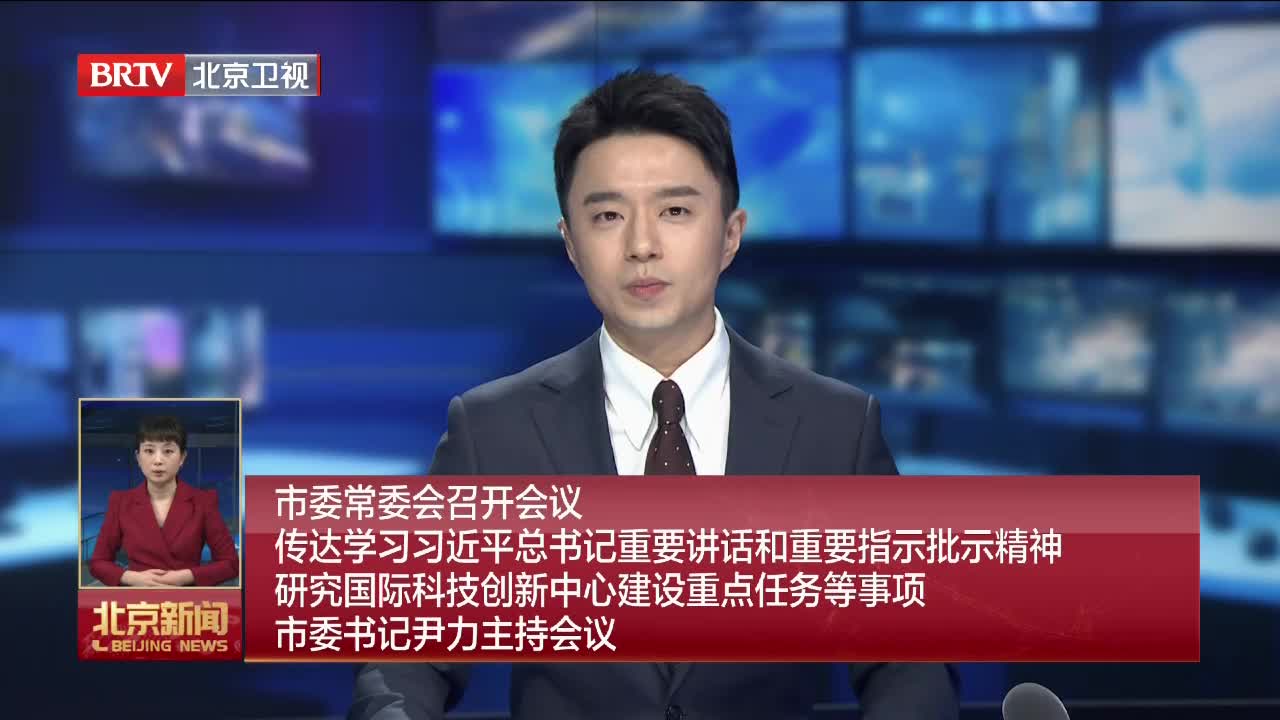 BRTV 北京卫视
市委常委会召开会议
传达学习习近平总书记重要讲话和重要指示批示精神
研究国际科技创新中心建设重点任务等事项
市委书记尹力主持会议
北京新闻
BEIJING NEWS